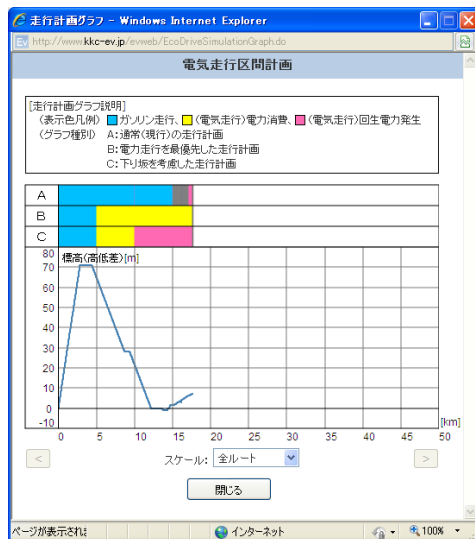 走行計画グラフ - Windows Internet Explorer
http://www.kkc-ev.jp/evweb/EcoDriveSimulationGraph.do
電気走行区間計画
[走行計画グラフ説明]
(表示色凡例) ガソリン走行、 (電気走行)電力消費、 (電気走行)回生電力発生
(グラフ種別) A:通常(現行)の走行計画
B:電力走行を最優先した走行計画
C:下り坂を考慮した走行計画
A
B
C
標高(高低差)[m]
80
70
60
50
40
30
20
10
0
-10
[km]
0 5 10 15 20 25 30 35 40 45 50
< スケール: 全ルート >
閉じる
ページが表示されま インターネット 100%